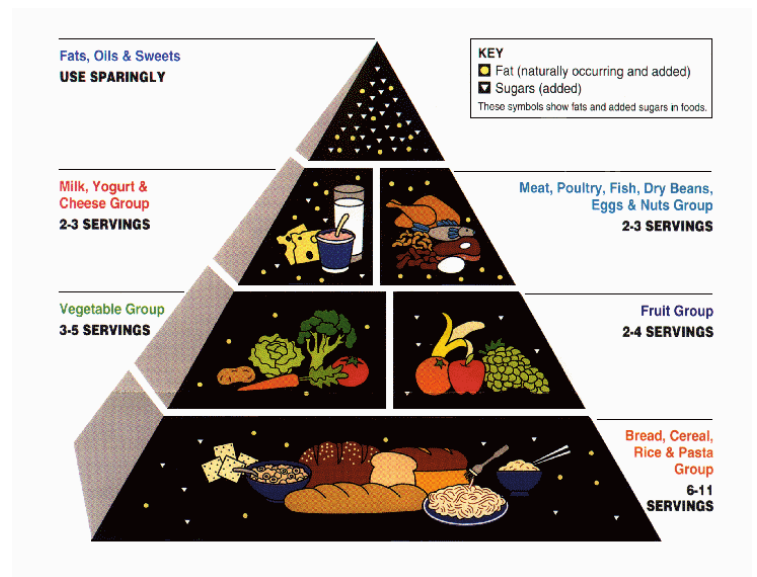 Fats, Oils & Sweets
USE SPARINGLY
KEY
Fat (naturally occurring and added)
Sugars (added)
These symbols show fats and added sugars in foods.
Milk, Yogurt &
Cheese Group
2-3 SERVINGS
Meat, Poultry, Fish, Dry Beans,
Eggs & Nuts Group
2-3 SERVINGS
Vegetable Group
3-5 SERVINGS
Fruit Group
2-4 SERVINGS
Bread, Cereal,
Rice & Pasta
Group
6-11
SERVINGS